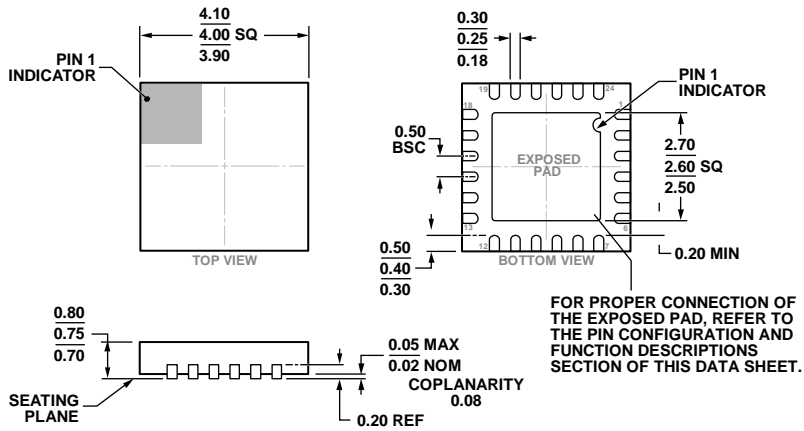 4.10
4.00 SQ
3.90
PIN 1
INDICATOR
TOP VIEW
0.30
0.25
0.18
PIN 1
INDICATOR
19
24
18
1
0.50
BSC
EXPOSED
PAD
2.70
2.60 SQ
2.50
13
6
12
7
BOTTOM VIEW
0.50
0.40
0.30
0.20 MIN
FOR PROPER CONNECTION OF
THE EXPOSED PAD, REFER TO
THE PIN CONFIGURATION AND
FUNCTION DESCRIPTIONS
SECTION OF THIS DATA SHEET.
0.80
0.75
0.70
0.05 MAX
0.02 NOM
COPLANARITY
0.08
SEATING
PLANE
0.20 REF